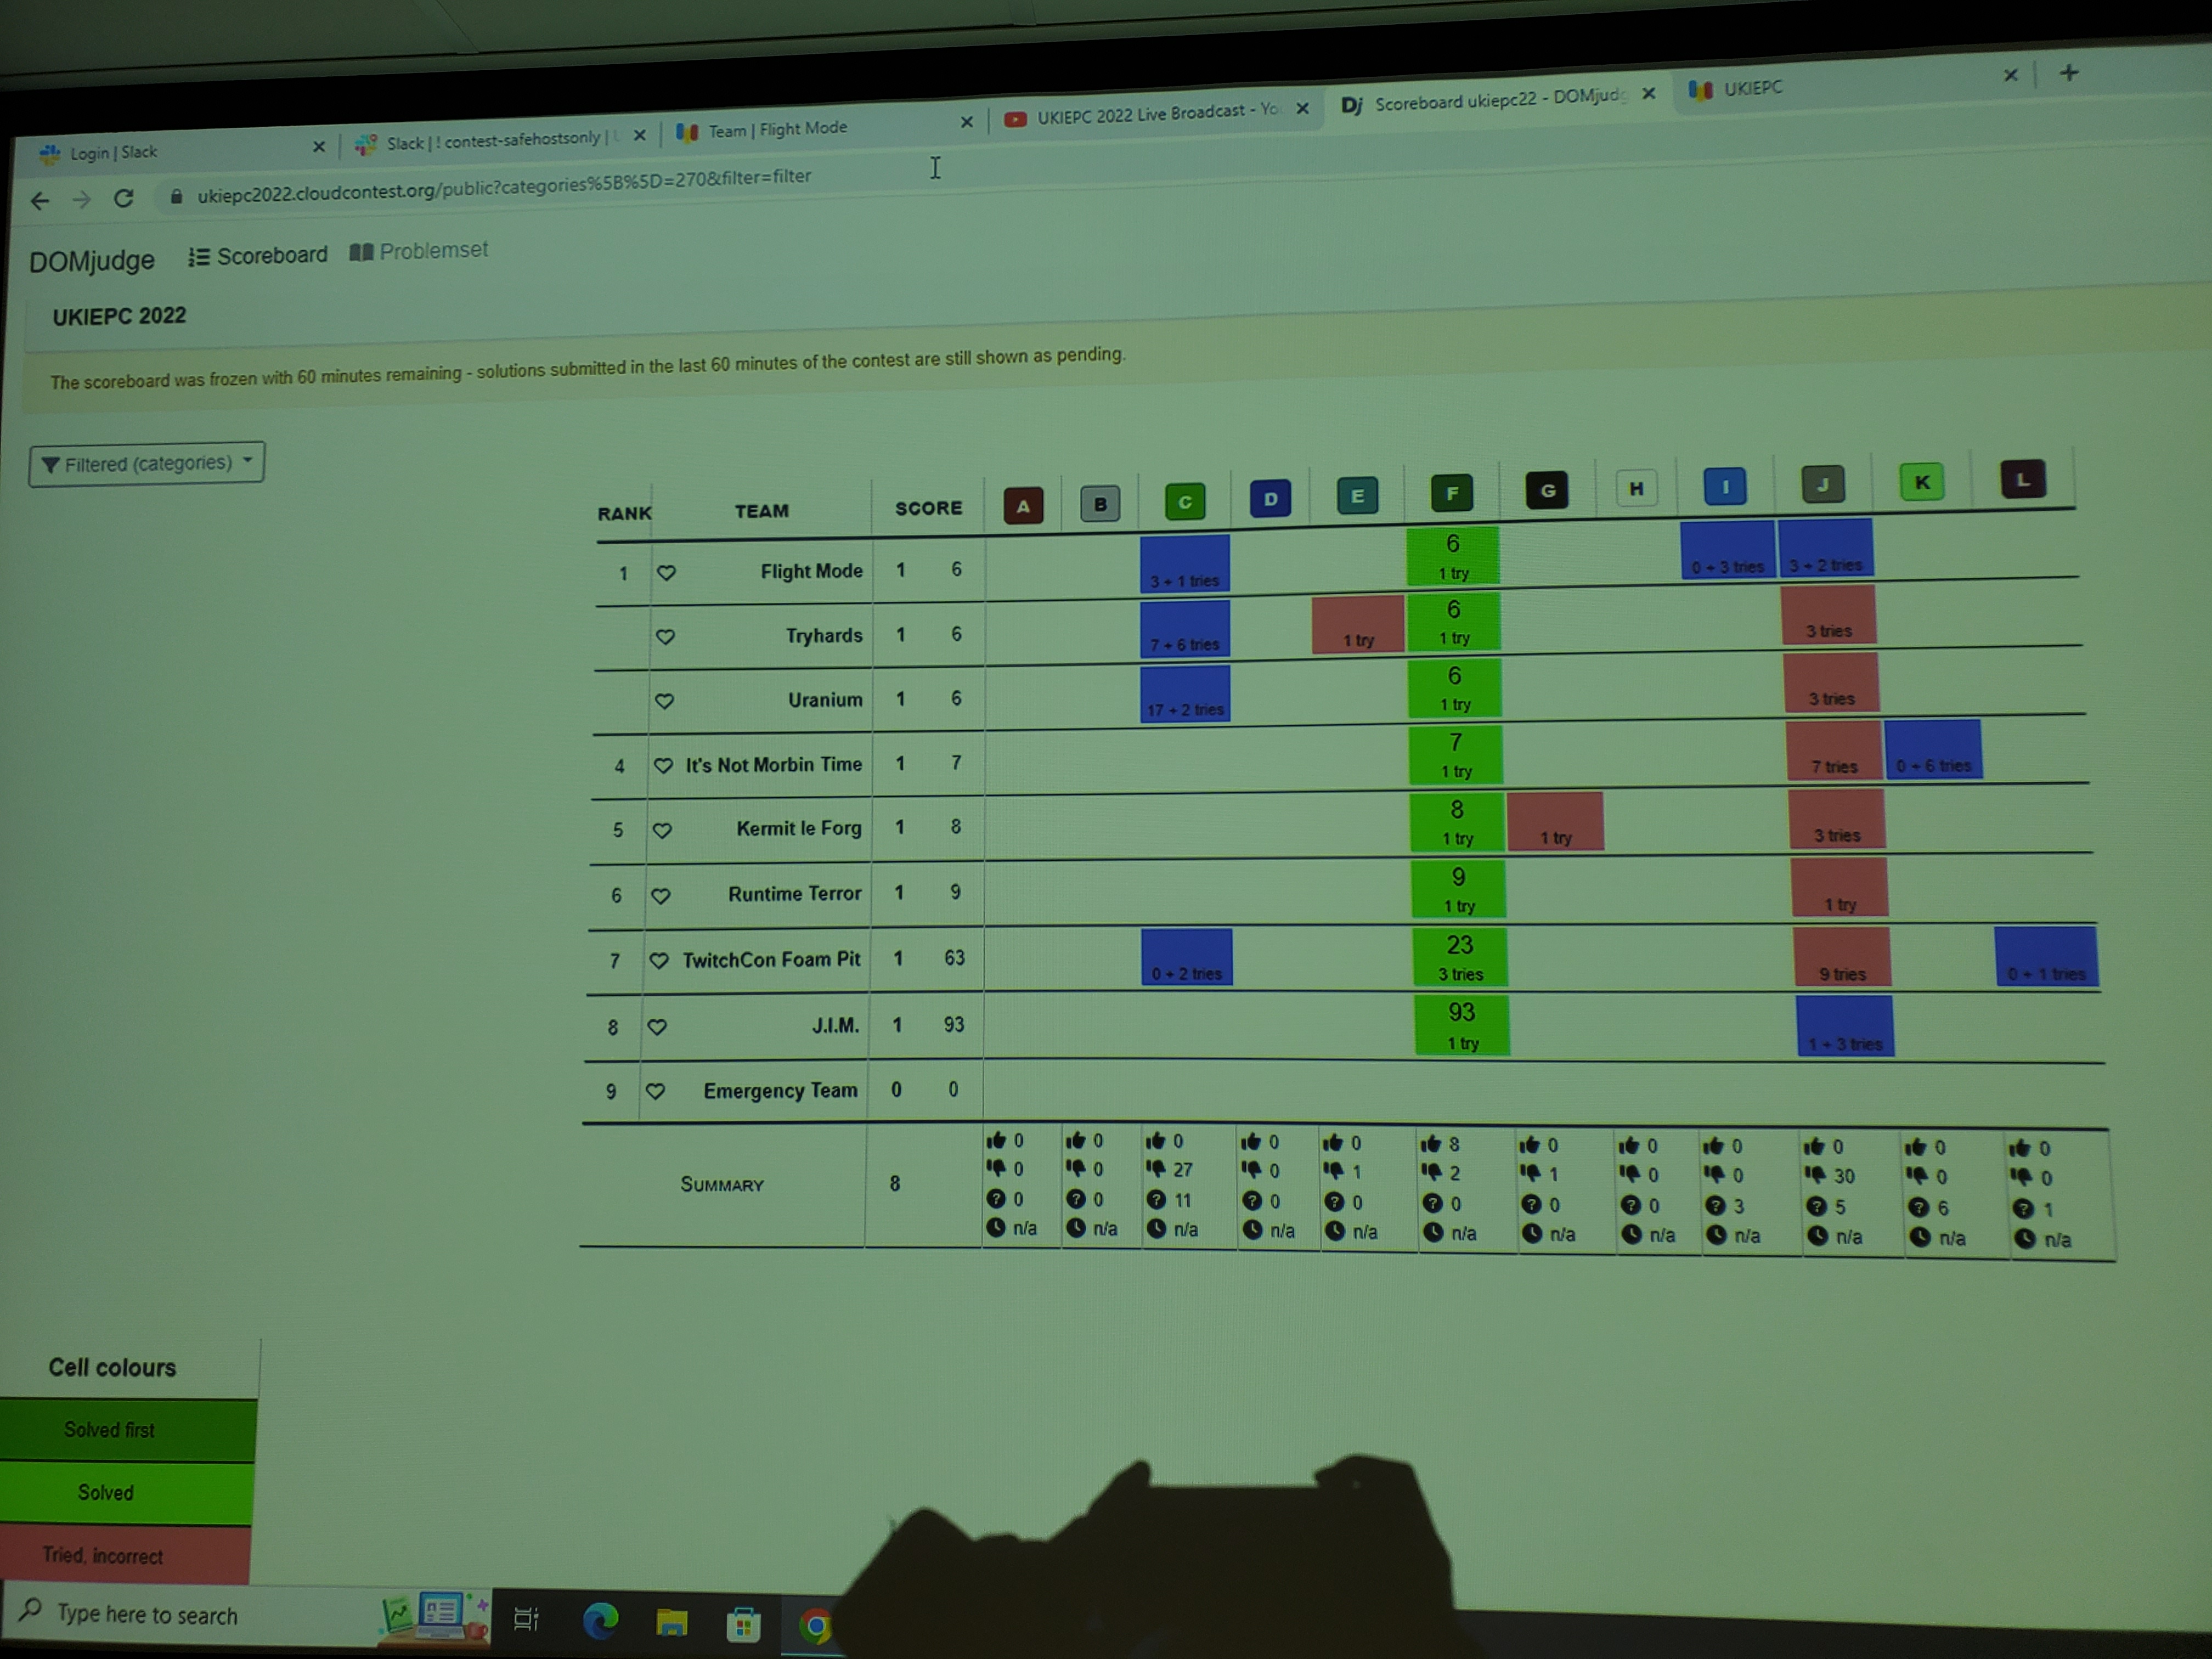 Login | Slack
Slack | ! contest-safehostsonly |
Team | Flight Mode
UKIEPC 2022 Live Broadcast - Yo
Dj Scoreboard ukiepc22 - DOMjudg
UKIEPC
ukiepc2022.cloudcontest.org/public?categories%5B%5D=270&filter=filter
DOMjudge Scoreboard Problemset
UKIEPC 2022
The scoreboard was frozen with 60 minutes remaining - solutions submitted in the last 60 minutes of the contest are still shown as pending.
Filtered (categories)
RANK TEAM SCORE A B C D E F G H I J K L
1 Flight Mode 1 6 3 + 1 tries 6 1 try 0 + 3 tries 3 + 2 tries
Tryhards 1 6 7 + 6 tries 1 try 6 1 try 3 tries
Uranium 1 6 17 + 2 tries 6 1 try 3 tries
4 It's Not Morbin Time 1 7 7 1 try 7 tries 0 + 6 tries
5 Kermit le Forg 1 8 8 1 try 1 try 3 tries
6 Runtime Terror 1 9 9 1 try 1 try
7 TwitchCon Foam Pit 1 63 0 + 2 tries 23 3 tries 9 tries 0 + 1 tries
8 J.I.M. 1 93 93 1 try 1 + 3 tries
9 Emergency Team 0 0
SUMMARY 8
0 0 0 0 0 8 0 0 0 0 0 0
0 0 27 0 1 2 1 0 0 30 0 0
0 0 11 0 0 0 0 0 3 5 6 1
n/a n/a n/a n/a n/a n/a n/a n/a n/a n/a n/a n/a
Cell colours
Solved first
Solved
Tried, incorrect
Type here to search